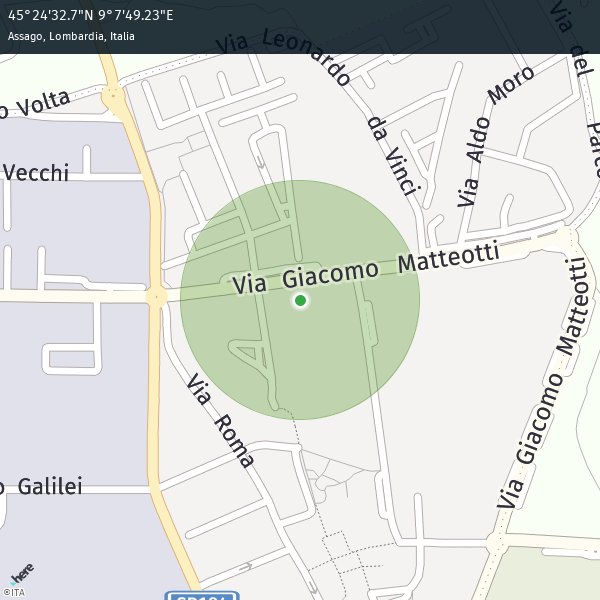 45°24'32.7"N 9°7'49.23"E
Assago, Lombardia, Italia
Via Leonardo da Vinci
Via del Parco
o Volta
Via Aldo Moro
Vecchi
Via Giacomo Matteotti
Via Giacomo Matteotti
Via Roma
o Galilei
here
©ITA